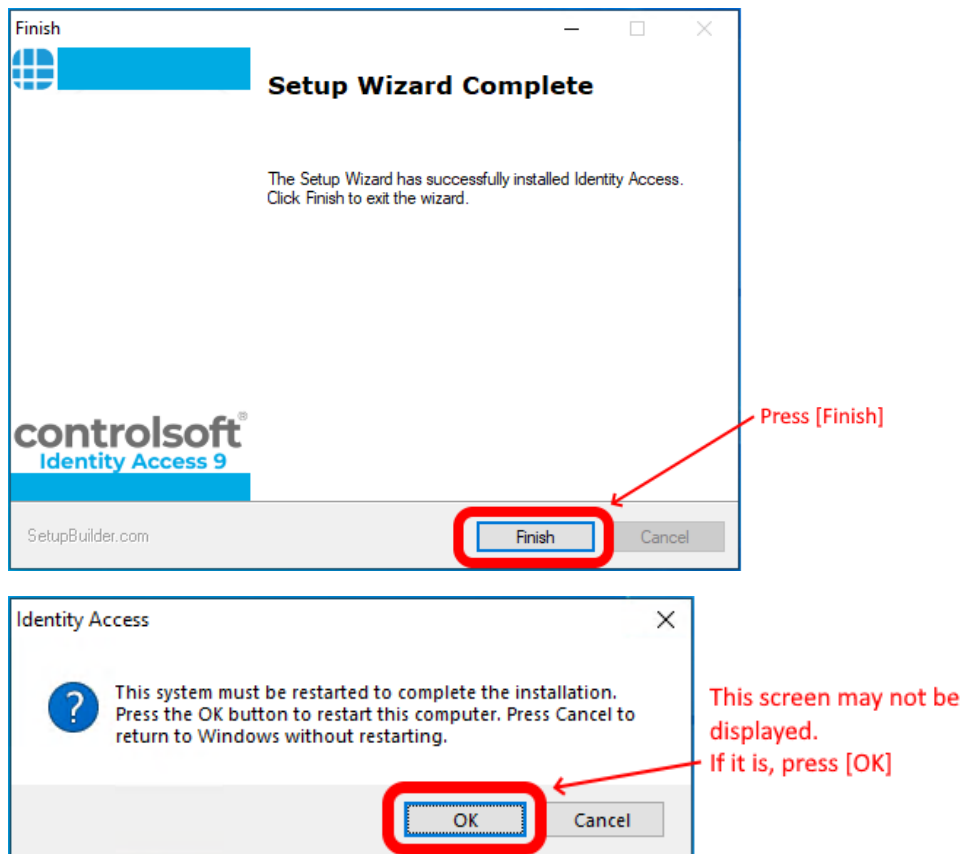 Finish
Setup Wizard Complete
The Setup Wizard has successfully installed Identity Access.
Click Finish to exit the wizard.
controlsoft®
Identity Access 9
Press [Finish]
SetupBuilder.com
Finish
Cancel
Identity Access
This system must be restarted to complete the installation.
Press the OK button to restart this computer. Press Cancel to
return to Windows without restarting.
This screen may not be
displayed.
If it is, press [OK]
OK
Cancel